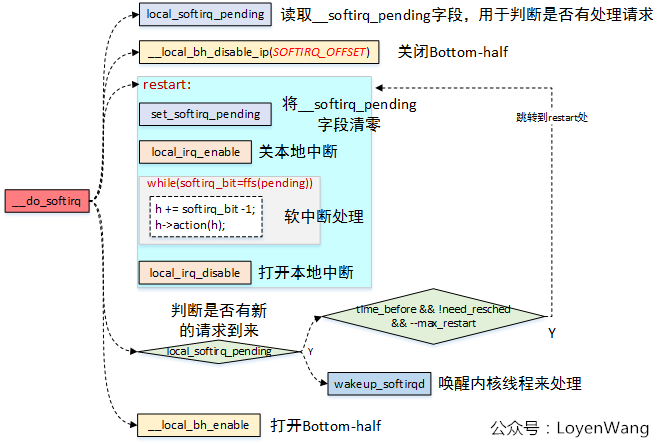 local_softirq_pending
读取__softirq_pending字段，用于判断是否有处理请求
__local_bh_disable_ip(SOFTIRQ_OFFSET)
关闭Bottom-half
restart:
set_softirq_pending
将__softirq_pending
字段清零
跳转到restart处
local_irq_enable
关本地中断
while(softirq_bit=ffs(pending))
h += softirq_bit -1;
h->action(h);
软中断处理
__do_softirq
local_irq_disable
打开本地中断
判断是否有新
的请求到来
time_before && !need_resched
&& --max_restart
Y
local_softirq_pending
Y
wakeup_softirqd
唤醒内核线程来处理
__local_bh_enable
打开Bottom-half
公众号：LoyenWang